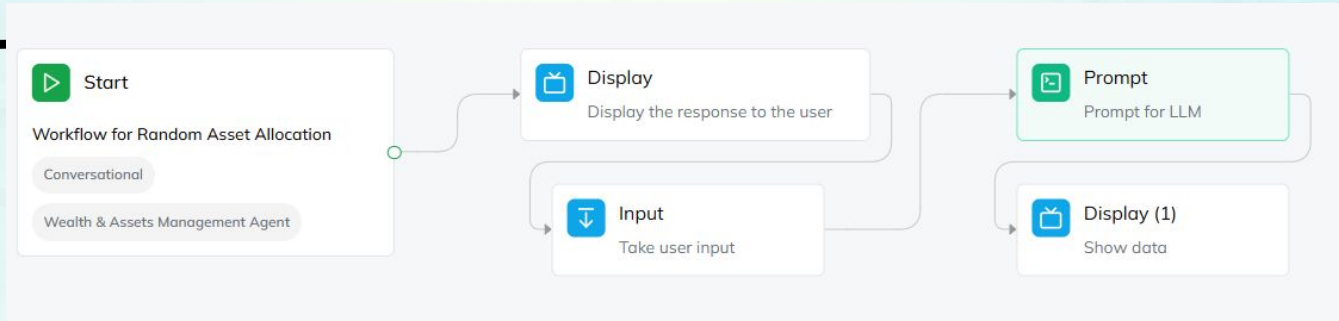 Start
Workflow for Random Asset Allocation
Conversational
Wealth & Assets Management Agent
Display
Display the response to the user
Input
Take user input
Prompt
Prompt for LLM
Display (1)
Show data